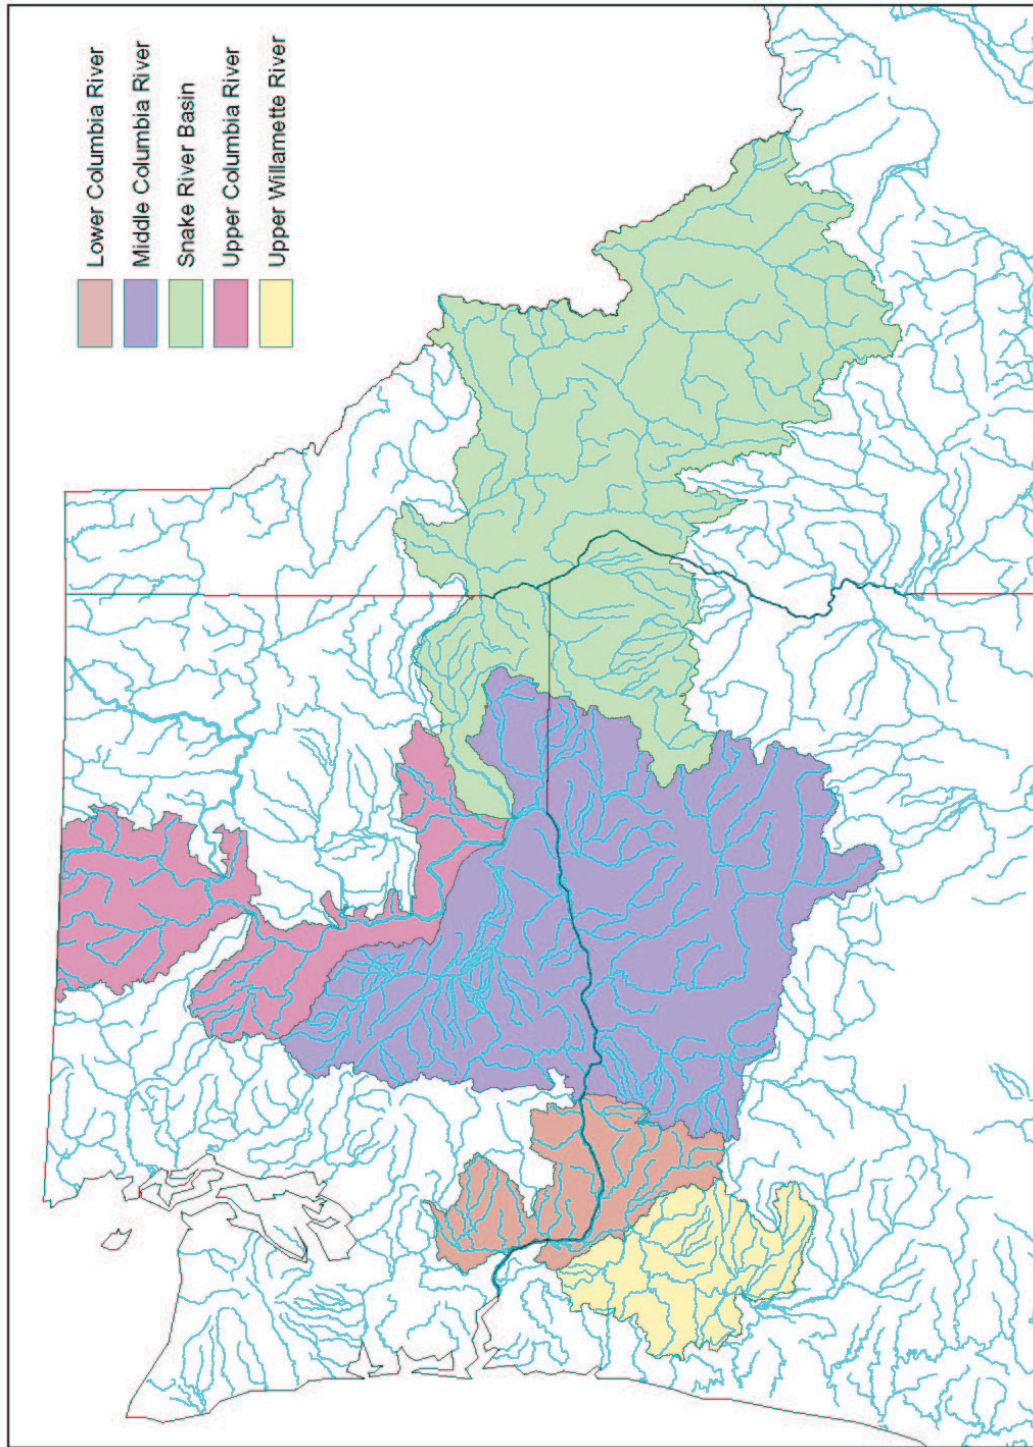 Lower Columbia River
Middle Columbia River
Snake River Basin
Upper Columbia River
Upper Willamette River